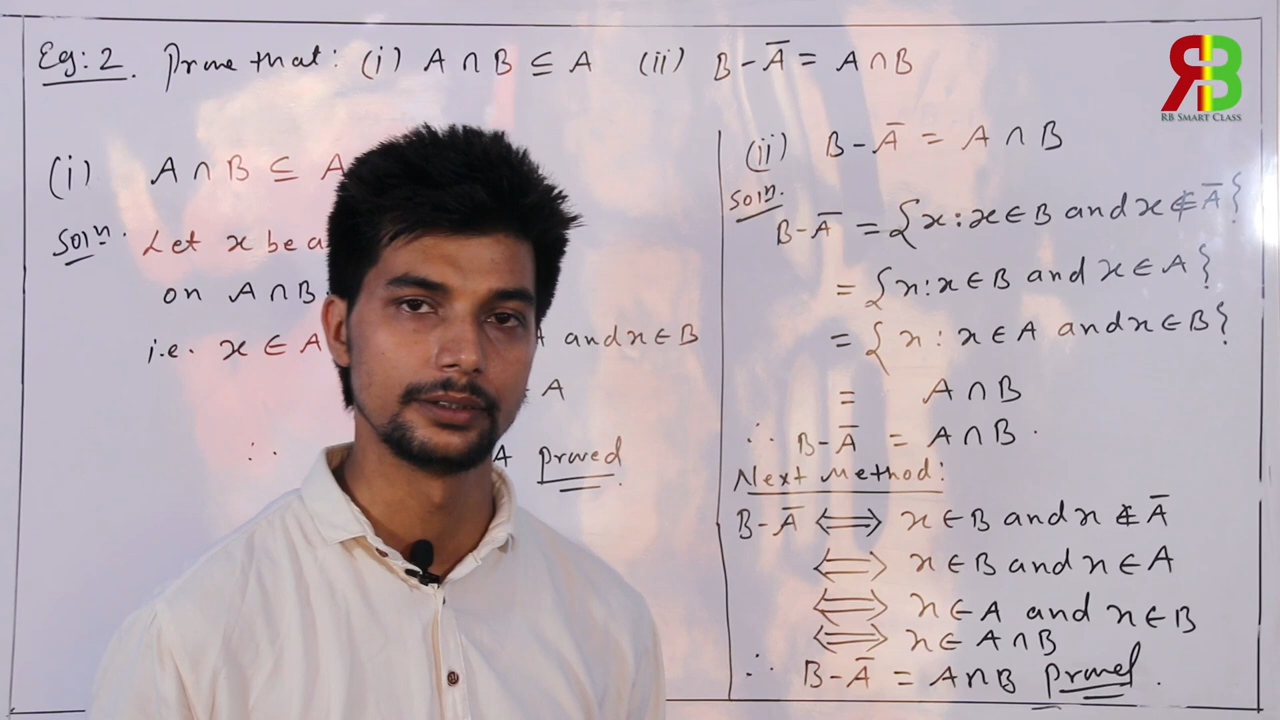 Eg: 2. Prove that: (i) A ∩ B ⊆ A (ii) B - A̅ = A ∩ B
RB SMART CLASS
(i) A ∩ B ⊆ A
Solⁿ. Let x be a
on A ∩ B.
i.e. x ∈ A and x ∈ B
A
∴ A proved
(ii) B - A̅ = A ∩ B
Solⁿ.
B - A̅ = {x : x ∈ B and x ∉ A̅}
= {x : x ∈ B and x ∈ A}
= {x : x ∈ A and x ∈ B}
= A ∩ B
∴ B - A̅ = A ∩ B.
Next Method:
B - A̅ ⟺ x ∈ B and x ∉ A̅
⟺ x ∈ B and x ∈ A
⟺ x ∈ A and x ∈ B
⟺ x ∈ A ∩ B
∴ B - A̅ = A ∩ B proved.